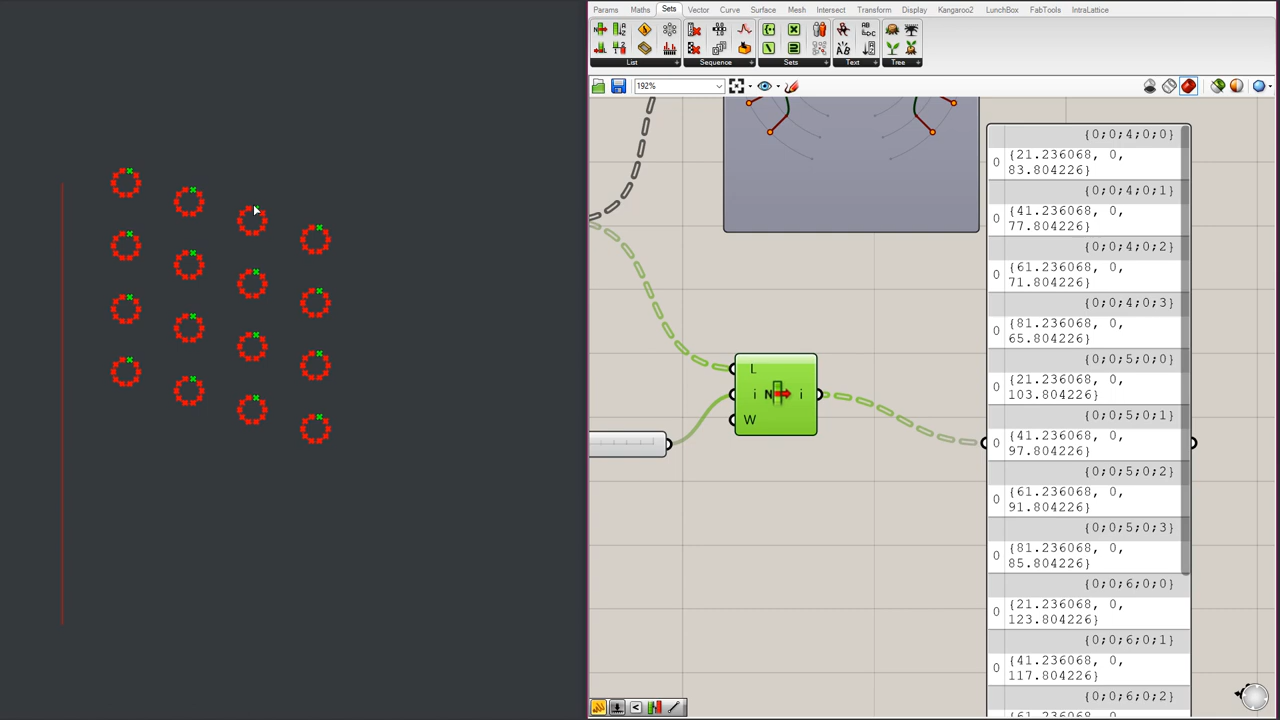 Params Maths Sets Vector Curve Surface Mesh Intersect Transform Display Kangaroo2 LunchBox FabTools IntraLattice
List Sequence Sets Text Tree
192%
{0;0;4;0;0}
0 {21.236068, 0,
83.804226}
{0;0;4;0;1}
0 {41.236068, 0,
77.804226}
{0;0;4;0;2}
0 {61.236068, 0,
71.804226}
{0;0;4;0;3}
0 {81.236068, 0,
65.804226}
{0;0;5;0;0}
0 {21.236068, 0,
103.804226}
{0;0;5;0;1}
0 {41.236068, 0,
97.804226}
{0;0;5;0;2}
0 {61.236068, 0,
91.804226}
{0;0;5;0;3}
0 {81.236068, 0,
85.804226}
{0;0;6;0;0}
0 {21.236068, 0,
123.804226}
{0;0;6;0;1}
0 {41.236068, 0,
117.804226}
{0;0;6;0;2}
L
i N i
W